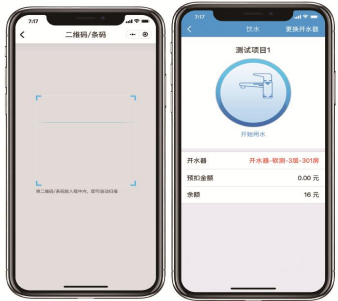 7:17
二维码/条码
将二维码/条码放入框中内，即可自动扫描
7:17
饮水
更换开水器
测试项目1
开始用水
开水器
开水器-软测-3层-301房
预扣金额
0.00 元
余额
16 元